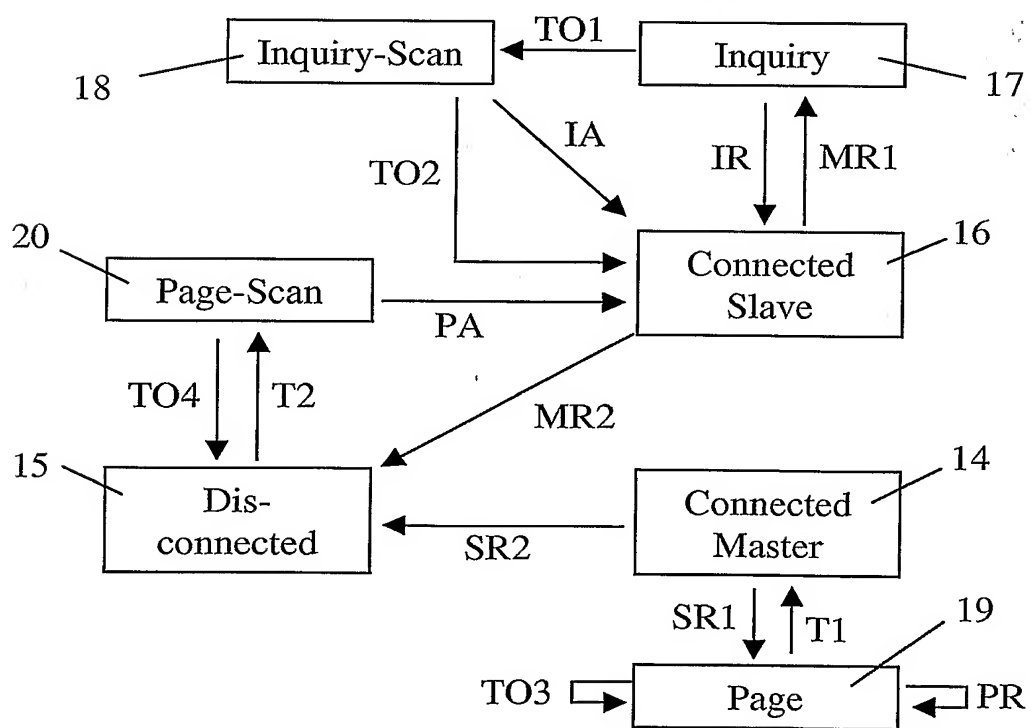 TO1
Inquiry-Scan
Inquiry
18
17
IA
IR
MR1
TO2
20
16
Connected
Slave
Page-Scan
PA
TO4
T2
MR2
15
14
Dis-
connected
Connected
Master
SR2
SR1
T1
19
TO3
Page
PR